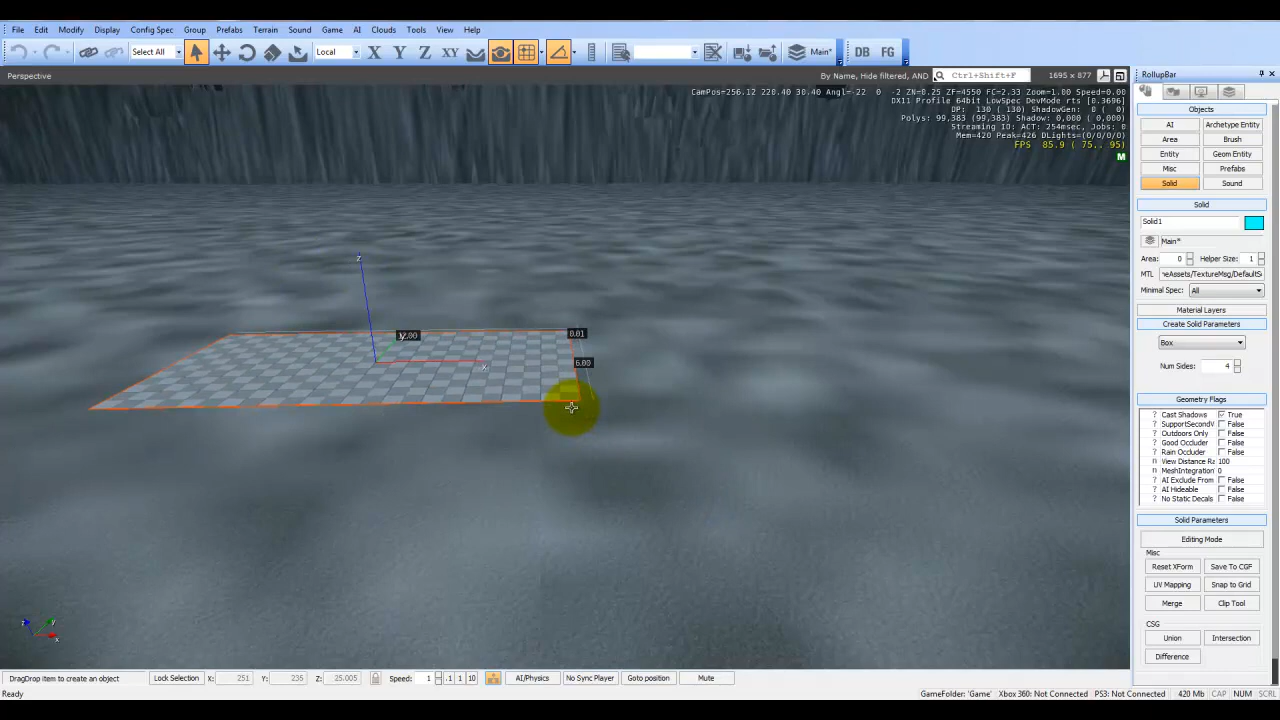 File Edit Modify Display Config Spec Group Prefabs Terrain Sound Game AI Clouds Tools View Help
Select All Local X Y Z XY Main* DB FG
Perspective By Name, Hide filtered, AND Ctrl+Shift+F 1695 x 877
RollupBar
CamPos=256.12 220.40 30.40 Angl=-22 0 -2 ZN=0.25 ZF=4550 FC=2.33 Zoom=1.00 Speed=0.00
DX11 Profile 64bit LowSpec DevMode rts [0.3696]
DP: 130 ( 130) ShadowGen: 0 ( 0)
Polys: 99,383 (99,383) Shadow: 0,000 ( 0,000)
Streaming IO: ACT: 254msec, Jobs: 0
Mem=420 Peak=426 DLights=(0/0/0/0)
FPS 85.9 ( 75.. 95)
M
Objects
AI Archetype Entity
Area Brush
Entity Geom Entity
Misc Prefabs
Solid Sound
Solid
Solid1
Main*
Area: 0 Helper Size: 1
MTL eAssets/TextureMsg/DefaultS
Minimal Spec: All
Material Layers
Create Solid Parameters
Box
Num Sides: 4
Geometry Flags
? Cast Shadows True
? SupportSecondV False
? Outdoors Only False
? Good Occluder False
? Rain Occluder False
n View Distance Ra 100
n MeshIntegration 0
? AI Exclude From False
? AI Hideable False
? No Static Decals False
Solid Parameters
Editing Mode
Misc
Reset XForm Save To CGF
UV Mapping Snap to Grid
Merge Clip Tool
CSG
Union Intersection
Difference
z
12.00
0.01
6.00
x
z y
x
DragDrop item to create an object Lock Selection X: 251 Y: 235 Z: 25.005 Speed: 1 .1 1 10 AI/Physics No Sync Player Goto position Mute
Ready GameFolder: 'Game' Xbox 360: Not Connected PS3: Not Connected 420 Mb CAP NUM SCRL